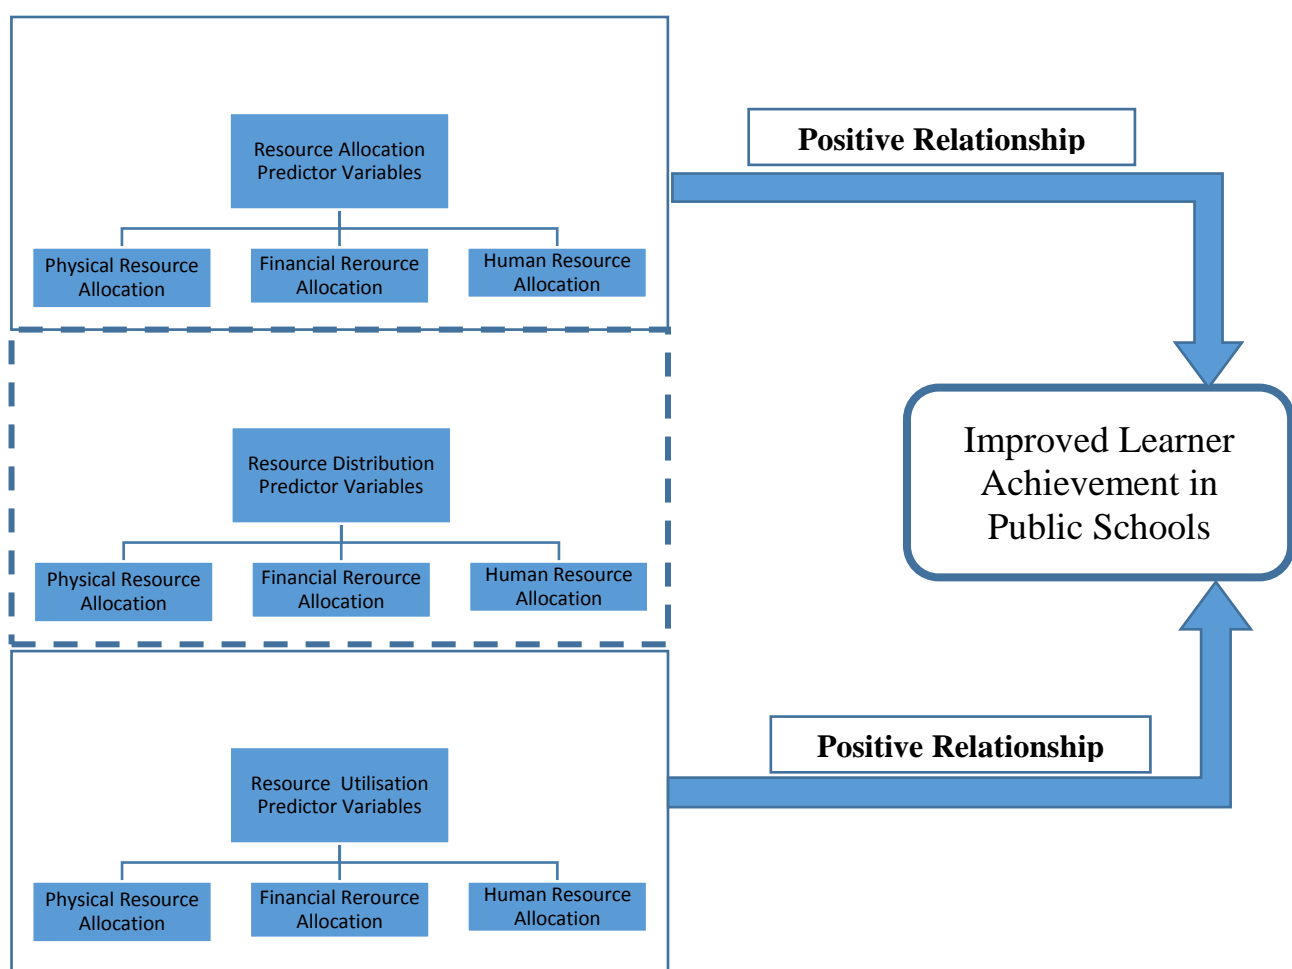 Resource Allocation
Predictor Variables
Physical Resource
Allocation
Financial Rerource
Allocation
Human Resource
Allocation
Positive Relationship
Resource Distribution
Predictor Variables
Physical Resource
Allocation
Financial Rerource
Allocation
Human Resource
Allocation
Improved Learner
Achievement in
Public Schools
Resource  Utilisation
Predictor Variables
Physical Resource
Allocation
Financial Rerource
Allocation
Human Resource
Allocation
Positive Relationship